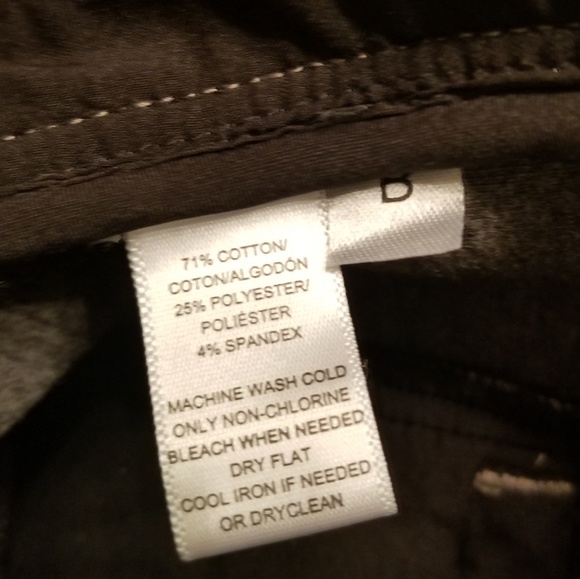 B
71% COTTON/
COTON/ALGODÓN
25% POLYESTER/
POLIÉSTER
4% SPANDEX
MACHINE WASH COLD
ONLY NON-CHLORINE
BLEACH WHEN NEEDED
DRY FLAT
COOL IRON IF NEEDED
OR DRYCLEAN